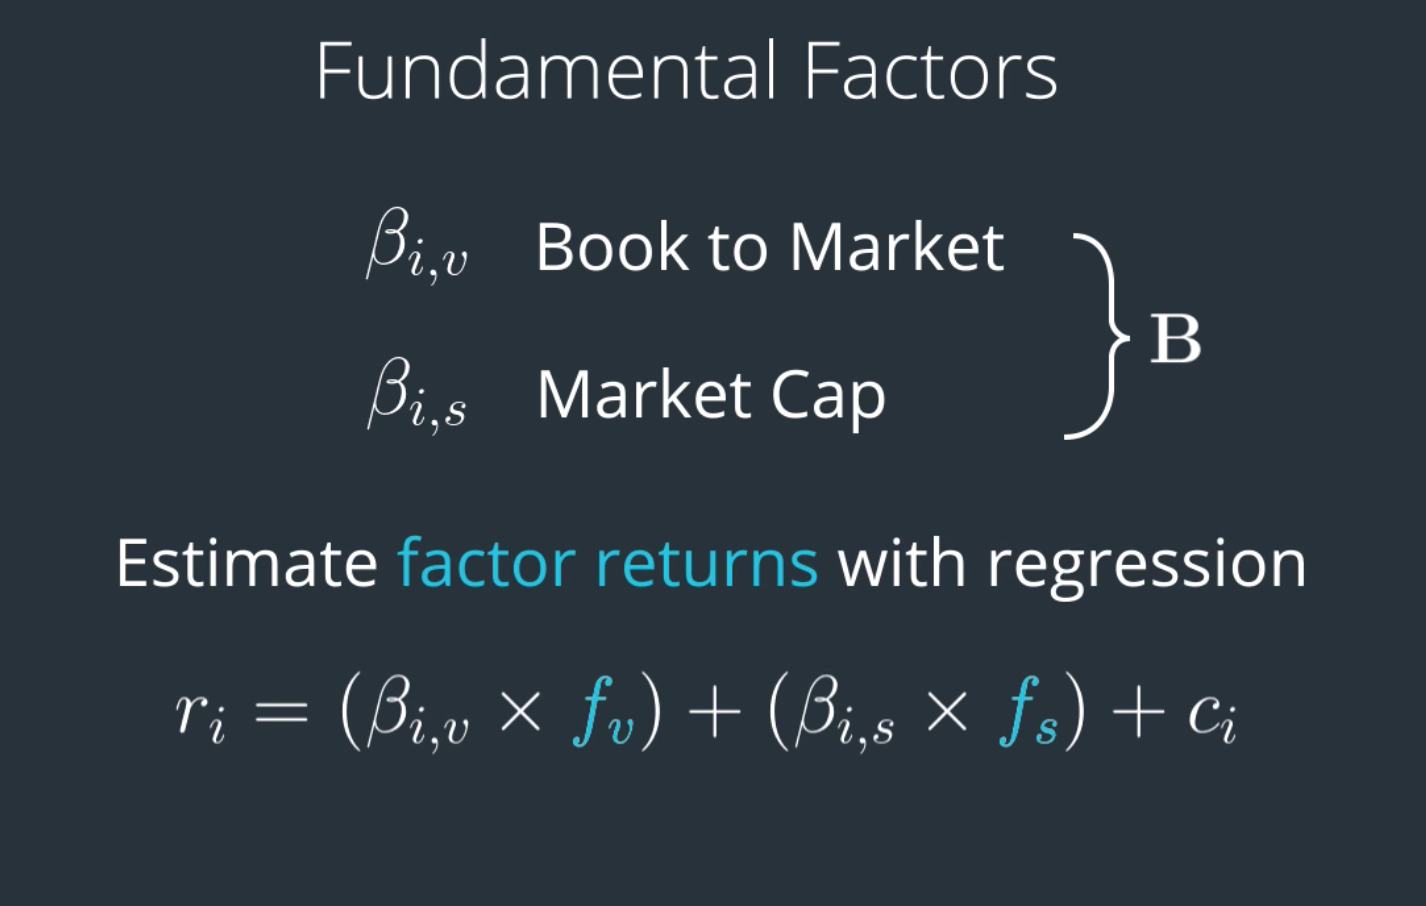 Fundamental Factors
β_{i,v} Book to Market
B
β_{i,s} Market Cap
Estimate factor returns with regression
r_i = (β_{i,v} × f_v) + (β_{i,s} × f_s) + c_i